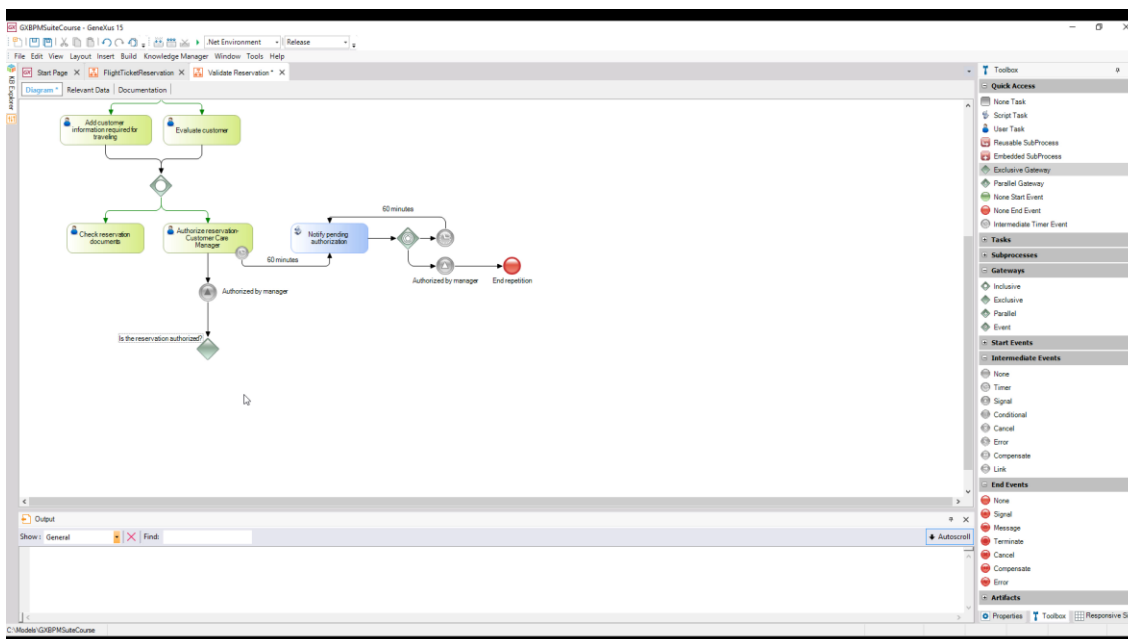 GXBPMSuiteCourse - GeneXus 15
.Net Environment
Release
File Edit View Layout Insert Build Knowledge Manager Window Tools Help
Start Page X FlightTicketReservation X Validate Reservation * X
Diagram * Relevant Data Documentation
KB Explorer
Add customer
information required for
traveling
Evaluate customer
Check reservation
documents
Authorize reservation-
Customer Care
Manager
60 minutes
Notify pending
authorization
60 minutes
Authorized by manager
End repetition
Authorized by manager
Is the reservation authorized?
Output
Show: General
Find:
Autoscroll
C:\Models\GXBPMSuiteCourse
Toolbox
Quick Access
None Task
Script Task
User Task
Reusable SubProcess
Embedded SubProcess
Exclusive Gateway
Parallel Gateway
None Start Event
None End Event
Intermediate Timer Event
Tasks
Subprocesses
Gateways
Inclusive
Exclusive
Parallel
Event
Start Events
Intermediate Events
None
Timer
Signal
Conditional
Cancel
Error
Compensate
Link
End Events
None
Signal
Message
Terminate
Cancel
Compensate
Error
Artifacts
Properties Toolbox Responsive Si